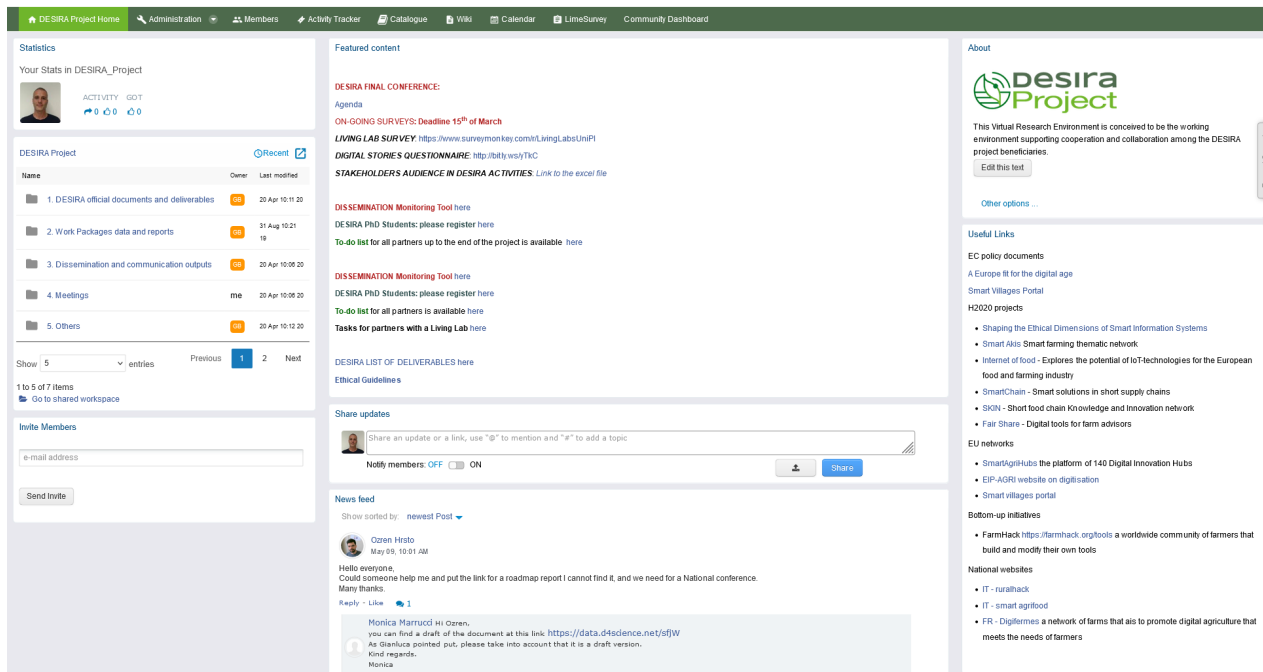 DESIRA Project Home Administration Members Activity Tracker Catalogue Wiki Calendar LimeSurvey Community Dashboard
Statistics
Your Stats in DESIRA_Project
ACTIVITY GOT
0 0 0
DESIRA Project Recent
Name Owner Last modified
1. DESIRA official documents and deliverables GB 20 Apr 10:11 20
2. Work Packages data and reports GB 31 Aug 10:21
19
3. Dissemination and communication outputs GB 20 Apr 10:06 20
4. Meetings me 20 Apr 10:06 20
5. Others GB 20 Apr 10:12 20
Show 5 entries Previous 1 2 Next
1 to 5 of 7 items
Go to shared workspace
Invite Members
e-mail address
Send Invite
Featured content
DESIRA FINAL CONFERENCE:
Agenda
ON-GOING SURVEYS: Deadline 15th of March
LIVING LAB SURVEY: https://www.surveymonkey.com/r/LivingLabsUniPI
DIGITAL STORIES QUESTIONNAIRE: http://bitly.ws/yTkC
STAKEHOLDERS AUDIENCE IN DESIRA ACTIVITIES: Link to the excel file
DISSEMINATION Monitoring Tool here
DESIRA PhD Students: please register here
To-do list for all partners up to the end of the project is available here
DISSEMINATION Monitoring Tool here
DESIRA PhD Students: please register here
To-do list for all partners is available here
Tasks for partners with a Living Lab here
DESIRA LIST OF DELIVERABLES here
Ethical Guidelines
Share updates
Share an update or a link, use "@" to mention and "#" to add a topic
Notify members: OFF ON
Share
News feed
Show sorted by: newest Post
Ozren Hrsto
May 09, 10:01 AM
Hello everyone,
Could someone help me and put the link for a roadmap report I cannot find it, and we need for a National conference.
Many thanks.
Reply - Like 1
Monica Marrucci Hi Ozren,
you can find a draft of the document at this link https://data.d4science.net/sfjW
As Gianluca pointed put, please take into account that it is a draft version.
Kind regards.
Monica
About
DESIRA
Project
This Virtual Research Environment is conceived to be the working
environment supporting cooperation and collaboration among the DESIRA
project beneficiaries.
Edit this text
Other options ...
Useful Links
EC policy documents
A Europe fit for the digital age
Smart Villages Portal
H2020 projects
Shaping the Ethical Dimensions of Smart Information Systems
Smart Akis Smart farming thematic network
Internet of food - Explores the potential of IoT-technologies for the European
food and farming industry
SmartChain - Smart solutions in short supply chains
SKIN - Short food chain Knowledge and Innovation network
Fair Share - Digital tools for farm advisors
EU networks
SmartAgriHubs the platform of 140 Digital Innovation Hubs
EIP-AGRI website on digitisation
Smart villages portal
Bottom-up initiatives
FarmHack https://farmhack.org/tools a worldwide community of farmers that
build and modify their own tools
National websites
IT - ruralhack
IT - smart agrifood
FR - Digifermes a network of farms that ais to promote digital agriculture that
meets the needs of farmers